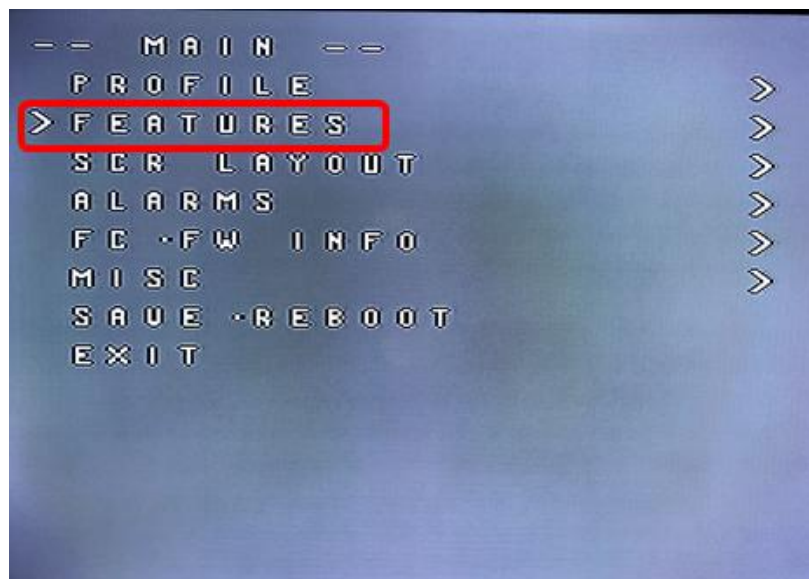 -- MAIN --
PROFILE >
> FEATURES >
SCR LAYOUT >
ALARMS >
FC-FW INFO >
MISC >
SAVE-REBOOT
EXIT